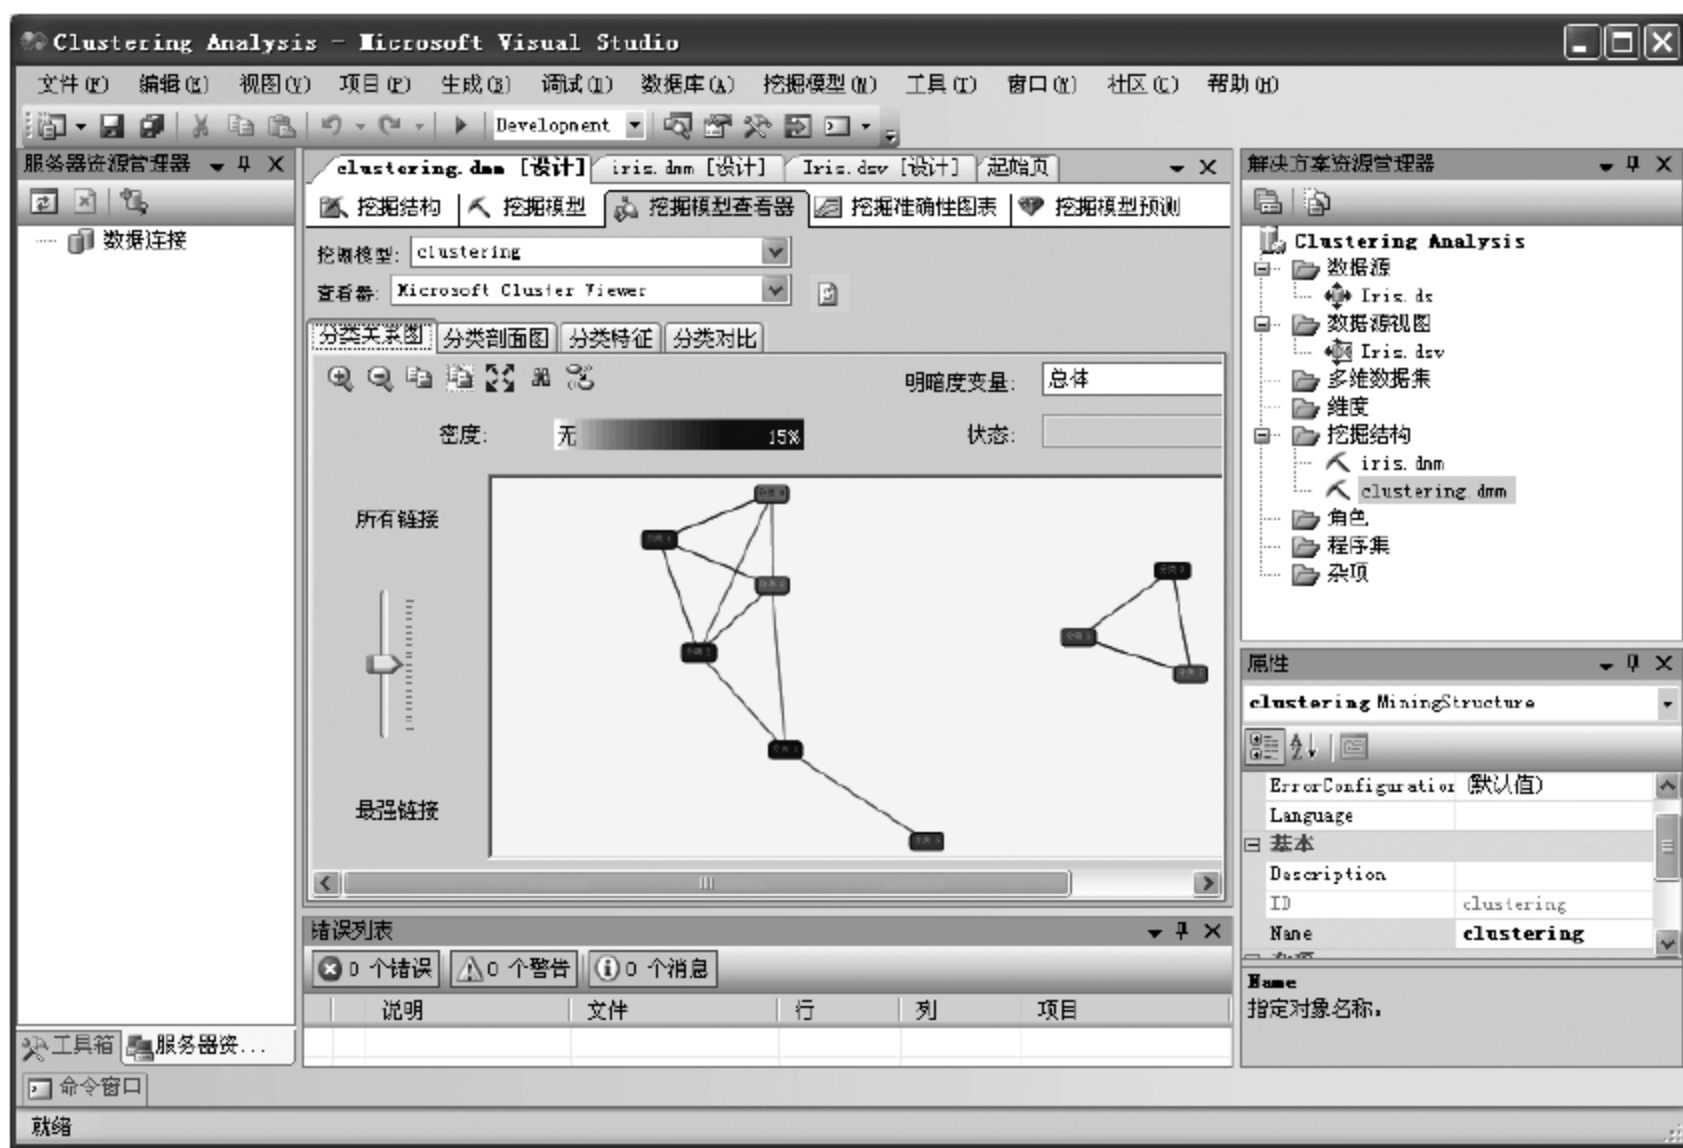 Clustering Analysis - Microsoft Visual Studio
文件(F) 编辑(E) 视图(V) 项目(P) 生成(B) 调试(D) 数据库(A) 挖掘模型(M) 工具(T) 窗口(W) 社区(C) 帮助(H)
Development
服务器资源管理器
数据连接
clustering.dmm [设计] iris.dmm [设计] Iris.dsv [设计] 起始页
挖掘结构 挖掘模型 挖掘模型查看器 挖掘准确性图表 挖掘模型预测
挖掘模型: clustering
查看器: Microsoft Cluster Viewer
分类关系图 分类剖面图 分类特征 分类对比
明暗度变量: 总体
密度: 无 15% 状态:
所有链接
最强链接
错误列表
0 个错误 0 个警告 0 个消息
说明 文件 行 列 项目
解决方案资源管理器
Clustering Analysis
数据源
Iris.ds
数据源视图
Iris.dsv
多维数据集
维度
挖掘结构
iris.dmm
clustering.dmm
角色
程序集
杂项
属性
clustering MiningStructure
ErrorConfiguration (默认值)
Language
基本
Description
ID clustering
Name clustering
Name
指定对象名称。
工具箱 服务器资...
命令窗口
就绪